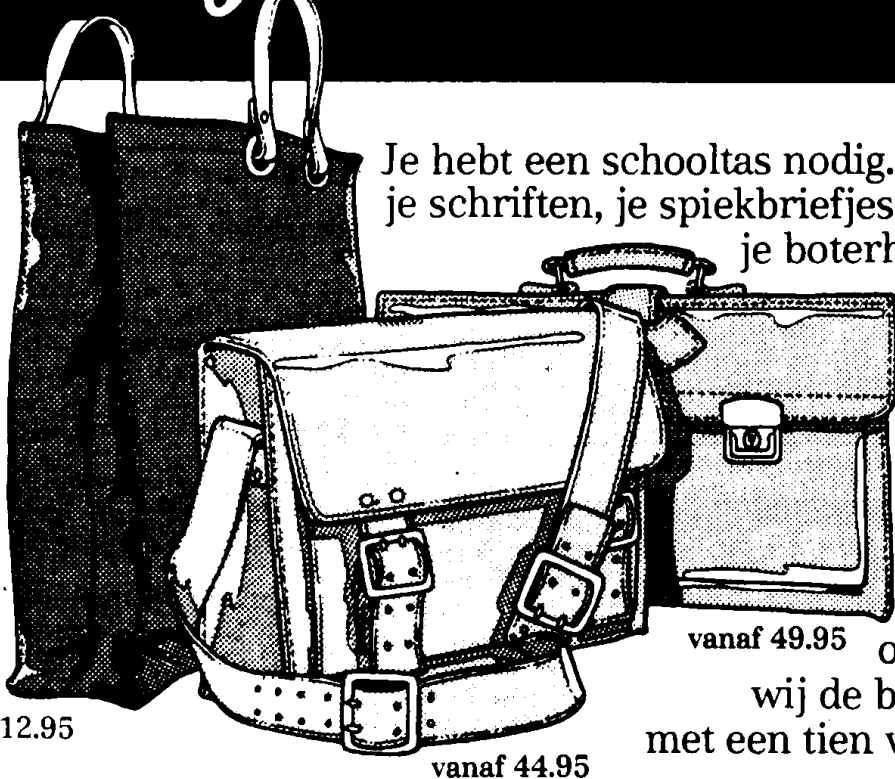 Je hebt een schooltas nodig.
je schriften, je spiekbriefjes
je
vanaf 49.95
wij de
12.95
met een tien
vanaf 44.95